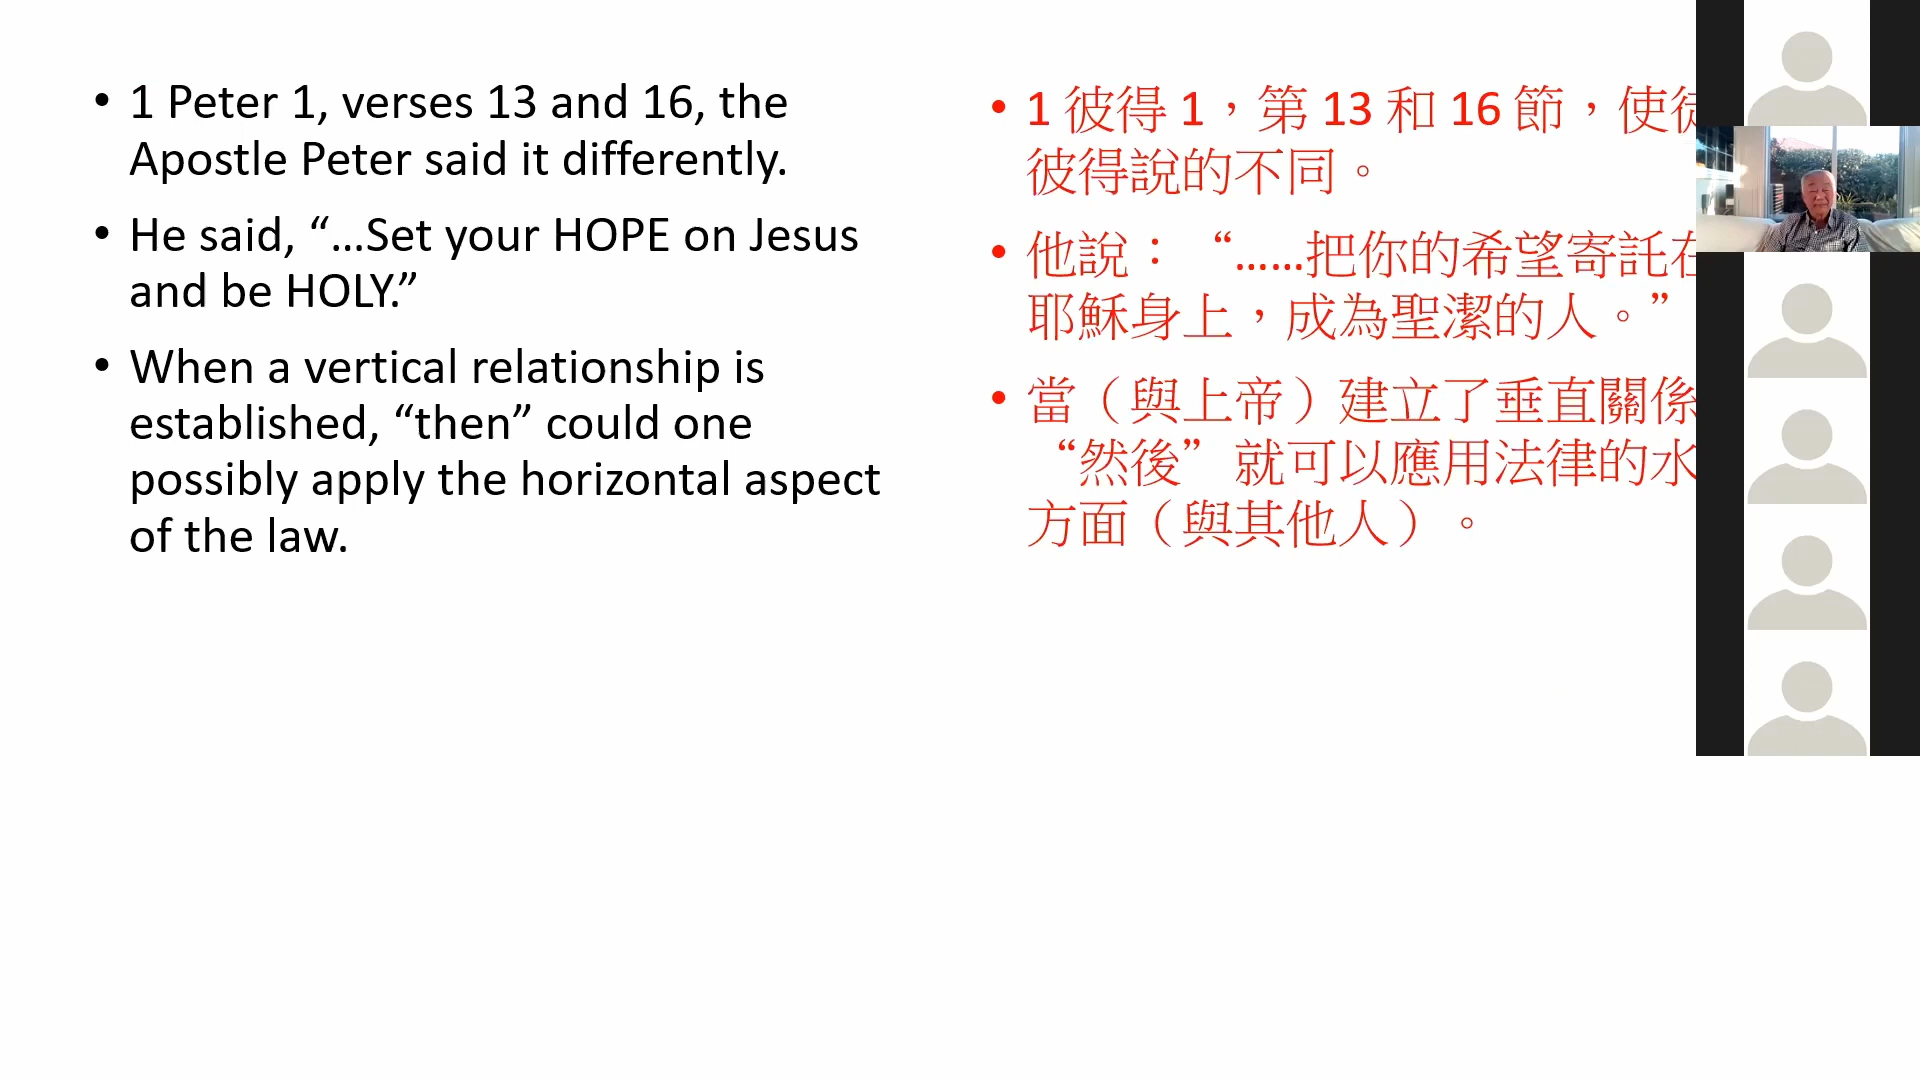 • 1 Peter 1, verses 13 and 16, the
Apostle Peter said it differently.
• He said, “…Set your HOPE on Jesus
and be HOLY.”
• When a vertical relationship is
established, “then” could one
possibly apply the horizontal aspect
of the law.
• 1 彼得 1，第 13 和 16 節，使徒
彼得說的不同。
• 他說：“……把你的希望寄託在
耶穌身上，成為聖潔的人。”
• 當（與上帝）建立了垂直關係
“然後”就可以應用法律的水
方面（與其他人）。